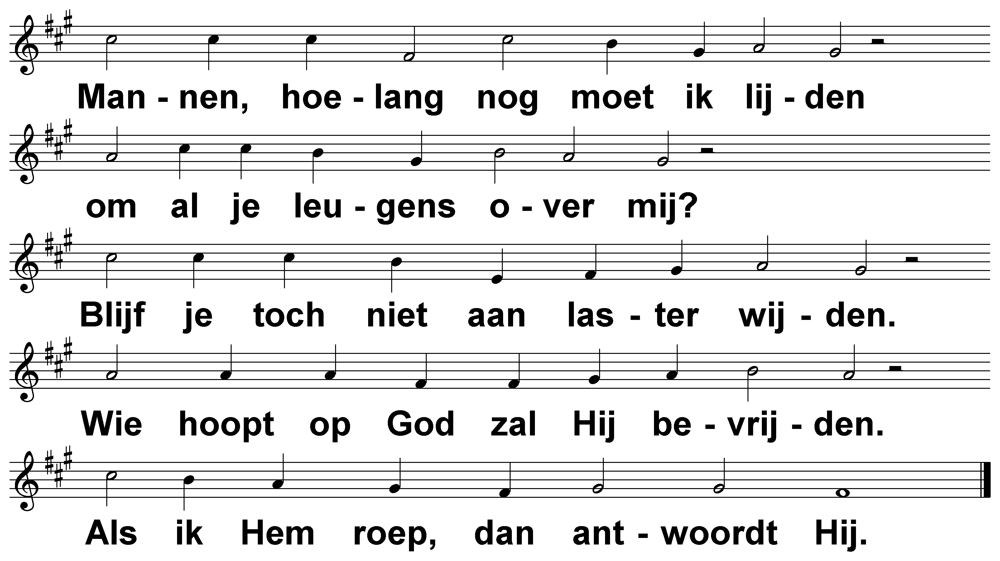 Man - nen, hoe - lang nog moet ik lij - den
om al je leu - gens o - ver mij?
Blijf je toch niet aan las - ter wij - den.
Wie hoopt op God zal Hij be - vrij - den.
Als ik Hem roep, dan ant - woordt Hij.